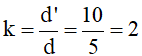 k = d'/d = 10/5 = 2